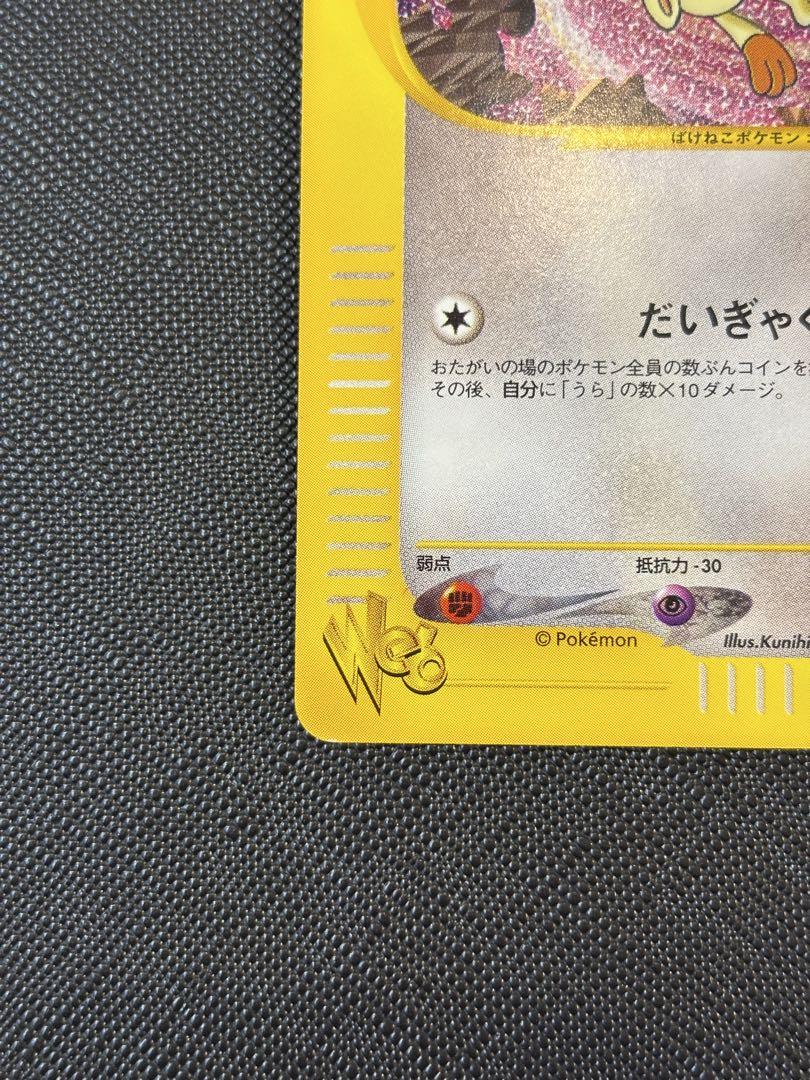 ばけねこポケモン
だいぎゃく
おたがいの場のポケモン全員の数ぶんコインを
その後、自分に「うら」の数×10ダメージ。
弱点
抵抗力 -30
© Pokémon
Illus.Kunihi
Web